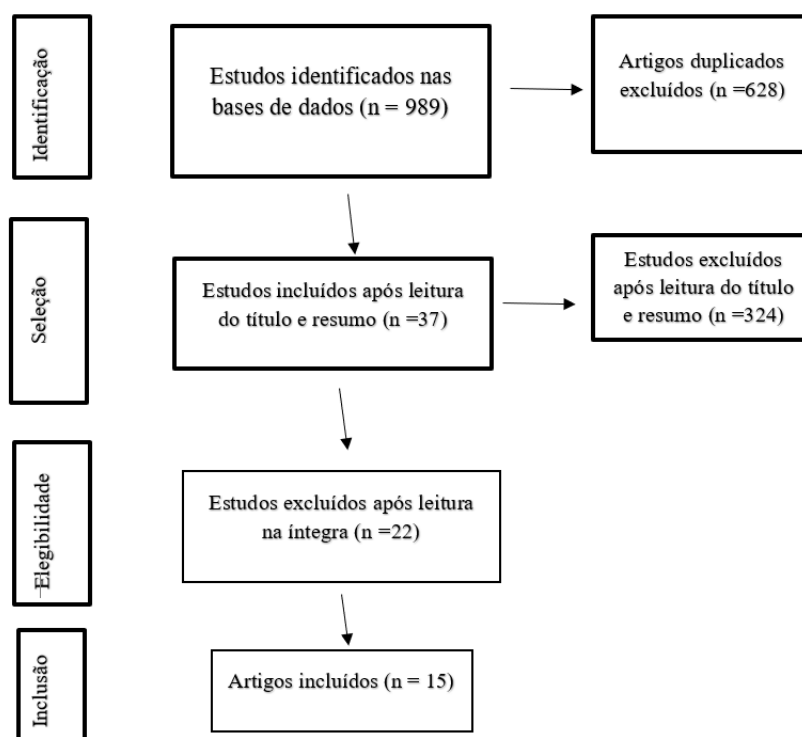 Identificação
Estudos identificados nas
bases de dados (n = 989)
Artigos duplicados
excluídos (n =628)
Seleção
Estudos incluídos após leitura
do título e resumo (n =37)
Estudos excluídos
após leitura do título
e resumo (n =324)
Elegibilidade
Estudos excluídos após leitura
na íntegra (n =22)
Inclusão
Artigos incluídos (n = 15)